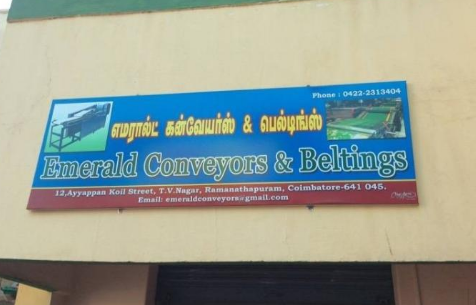 Phone : 0422-2313404
எமரால்ட் கன்வேயர்ஸ் & பெல்டிங்ஸ்
Emerald Conveyors & Beltings
12,Ayyappan Koil Street, T.V.Nagar, Ramanathapuram, Coimbatore-641 045.
Email: emeraldconveyors@gmail.com